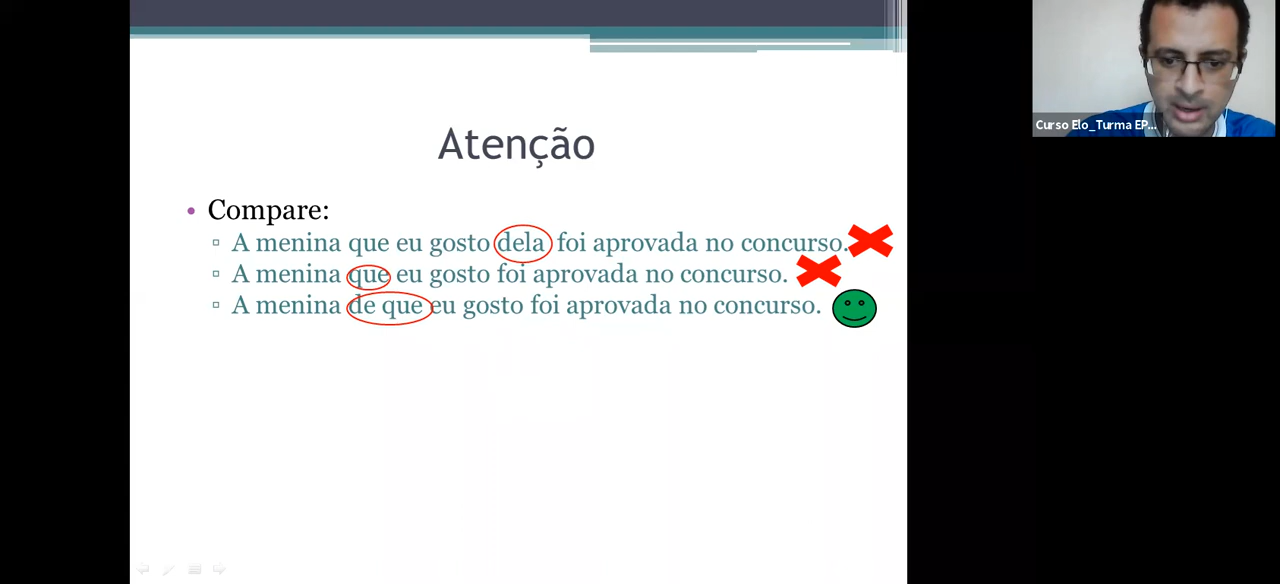 Atenção
Compare:
A menina que eu gosto dela foi aprovada no concurso.
A menina que eu gosto foi aprovada no concurso.
A menina de que eu gosto foi aprovada no concurso.
Curso Elo_Turma EP...